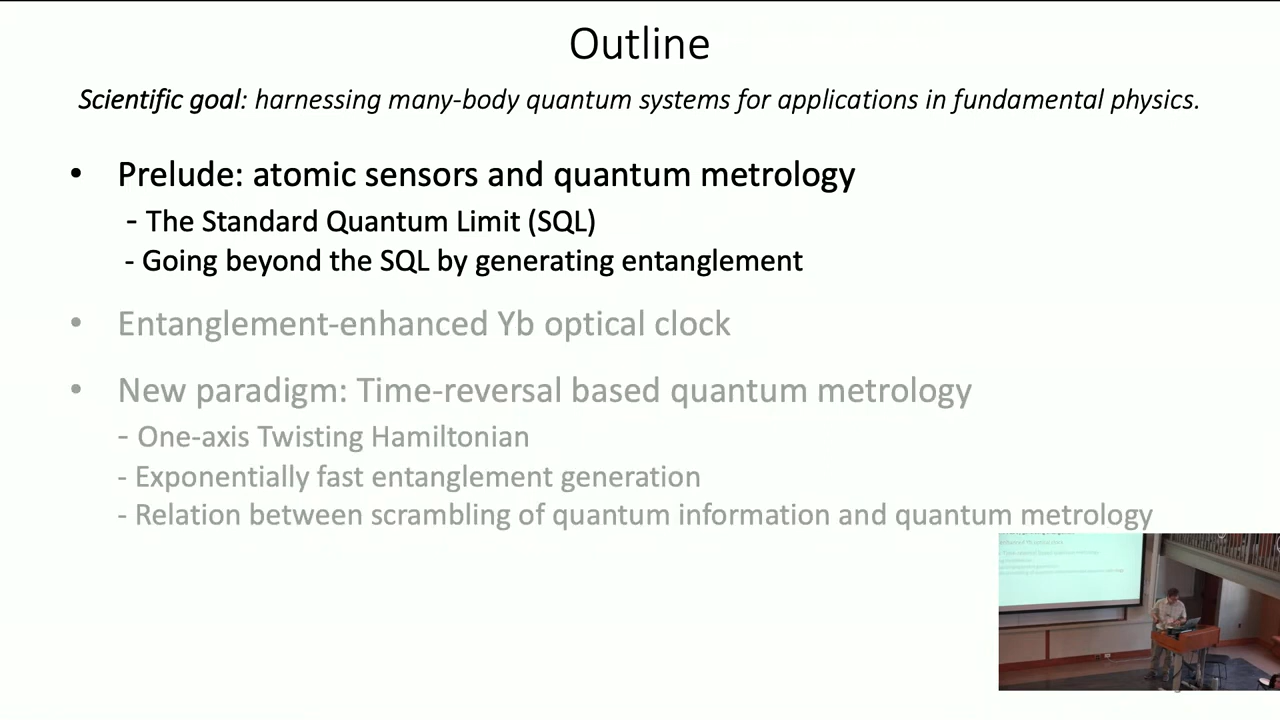 Outline
Scientific goal: harnessing many-body quantum systems for applications in fundamental physics.
• Prelude: atomic sensors and quantum metrology
- The Standard Quantum Limit (SQL)
- Going beyond the SQL by generating entanglement
• Entanglement-enhanced Yb optical clock
• New paradigm: Time-reversal based quantum metrology
- One-axis Twisting Hamiltonian
- Exponentially fast entanglement generation
- Relation between scrambling of quantum information and quantum metrology